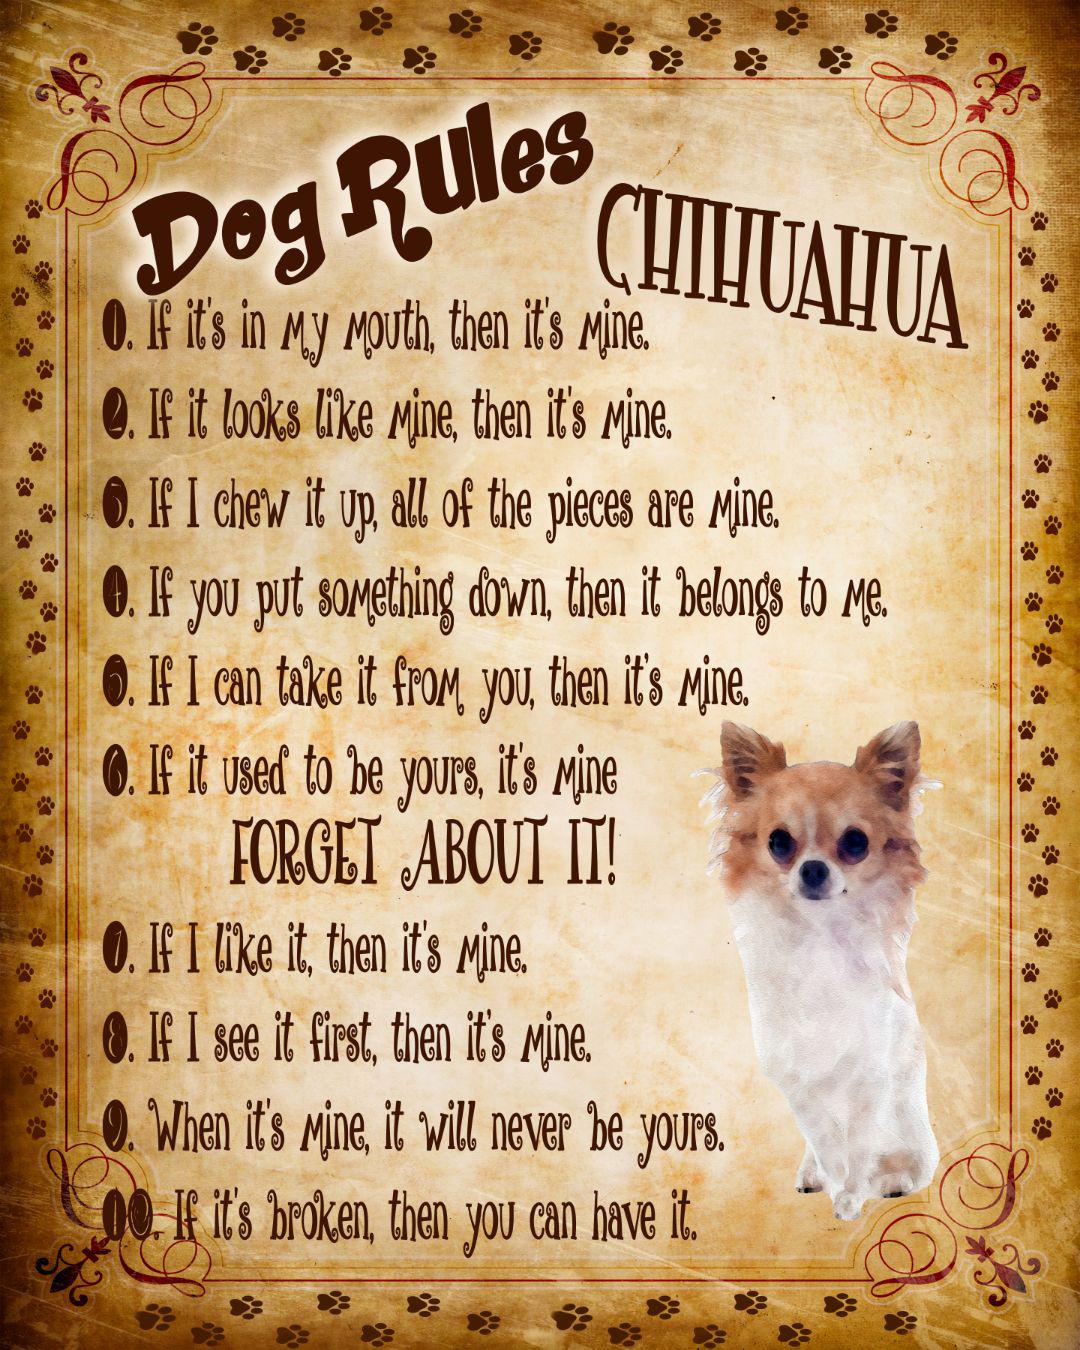 Dog Rules
CHIHUAHUA
1. If it's in my mouth, then it's mine.
2. If it looks like mine, then it's mine.
3. If I chew it up, all of the pieces are mine.
4. If you put something down, then it belongs to me.
5. If I can take it from you, then it's mine.
6. If it used to be yours, it's mine
FORGET ABOUT IT!
7. If I like it, then it's mine.
8. If I see it first, then it's mine.
9. When it's mine, it will never be yours.
10. If it's broken, then you can have it.